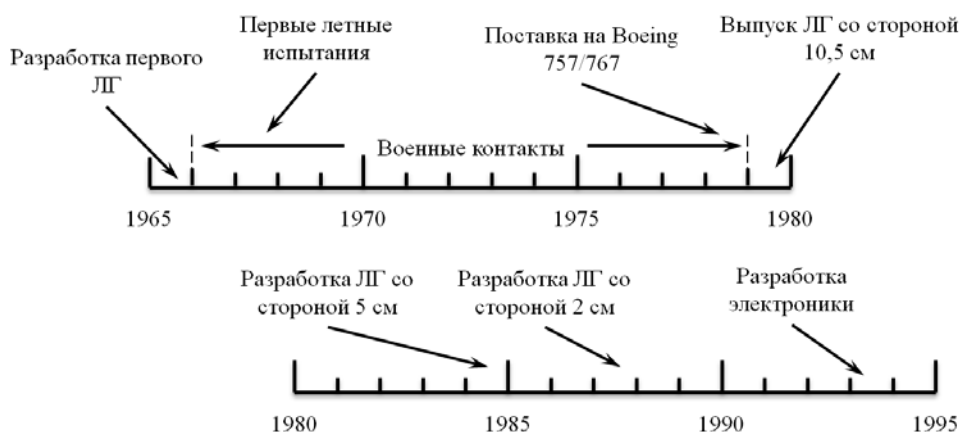 Разработка первого
ЛГ
Первые летные
испытания
Поставка на Boeing
757/767
Выпуск ЛГ со стороной
10,5 см
Военные контакты
1965
1970
1975
1980
Разработка ЛГ со
стороной 5 см
Разработка ЛГ со
стороной 2 см
Разработка
электроники
1980
1985
1990
1995